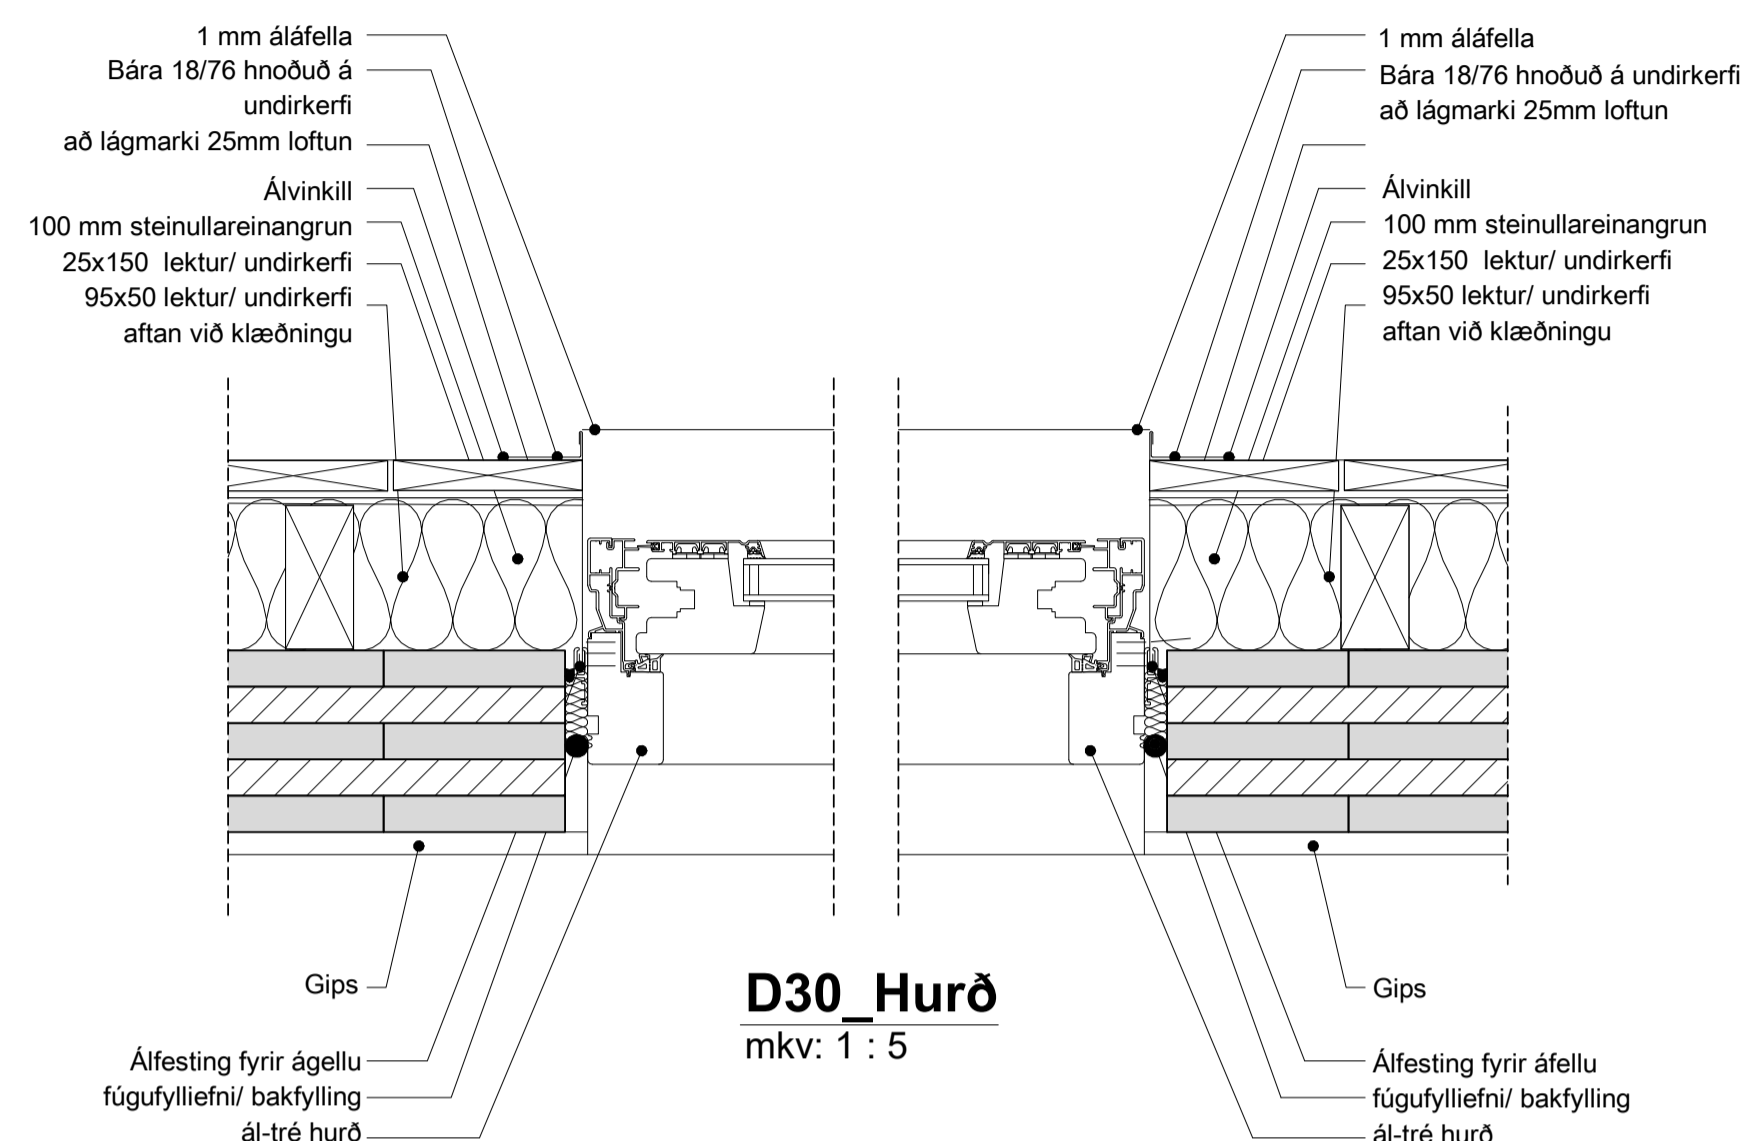 1 mm áláfella
Bára 18/76 hnoðuð á
undirkerfi
að lágmarki 25mm loftun
Álvinkill
100 mm steinullareinangrun
25x150 lektur/ undirkerfi
95x50 lektur/ undirkerfi
aftan við klæðningu
1 mm áláfella
Bára 18/76 hnoðuð á undirkerfi
að lágmarki 25mm loftun
Álvinkill
100 mm steinullareinangrun
25x150 lektur/ undirkerfi
95x50 lektur/ undirkerfi
aftan við klæðningu
Gips
Álfesting fyrir ágellu
fúgufylliefni/ bakfylling
ál-tré hurð
D30_Hurð
mkv: 1 : 5
Gips
Álfesting fyrir áfellu
fúgufylliefni/ bakfylling
ál-tré hurð